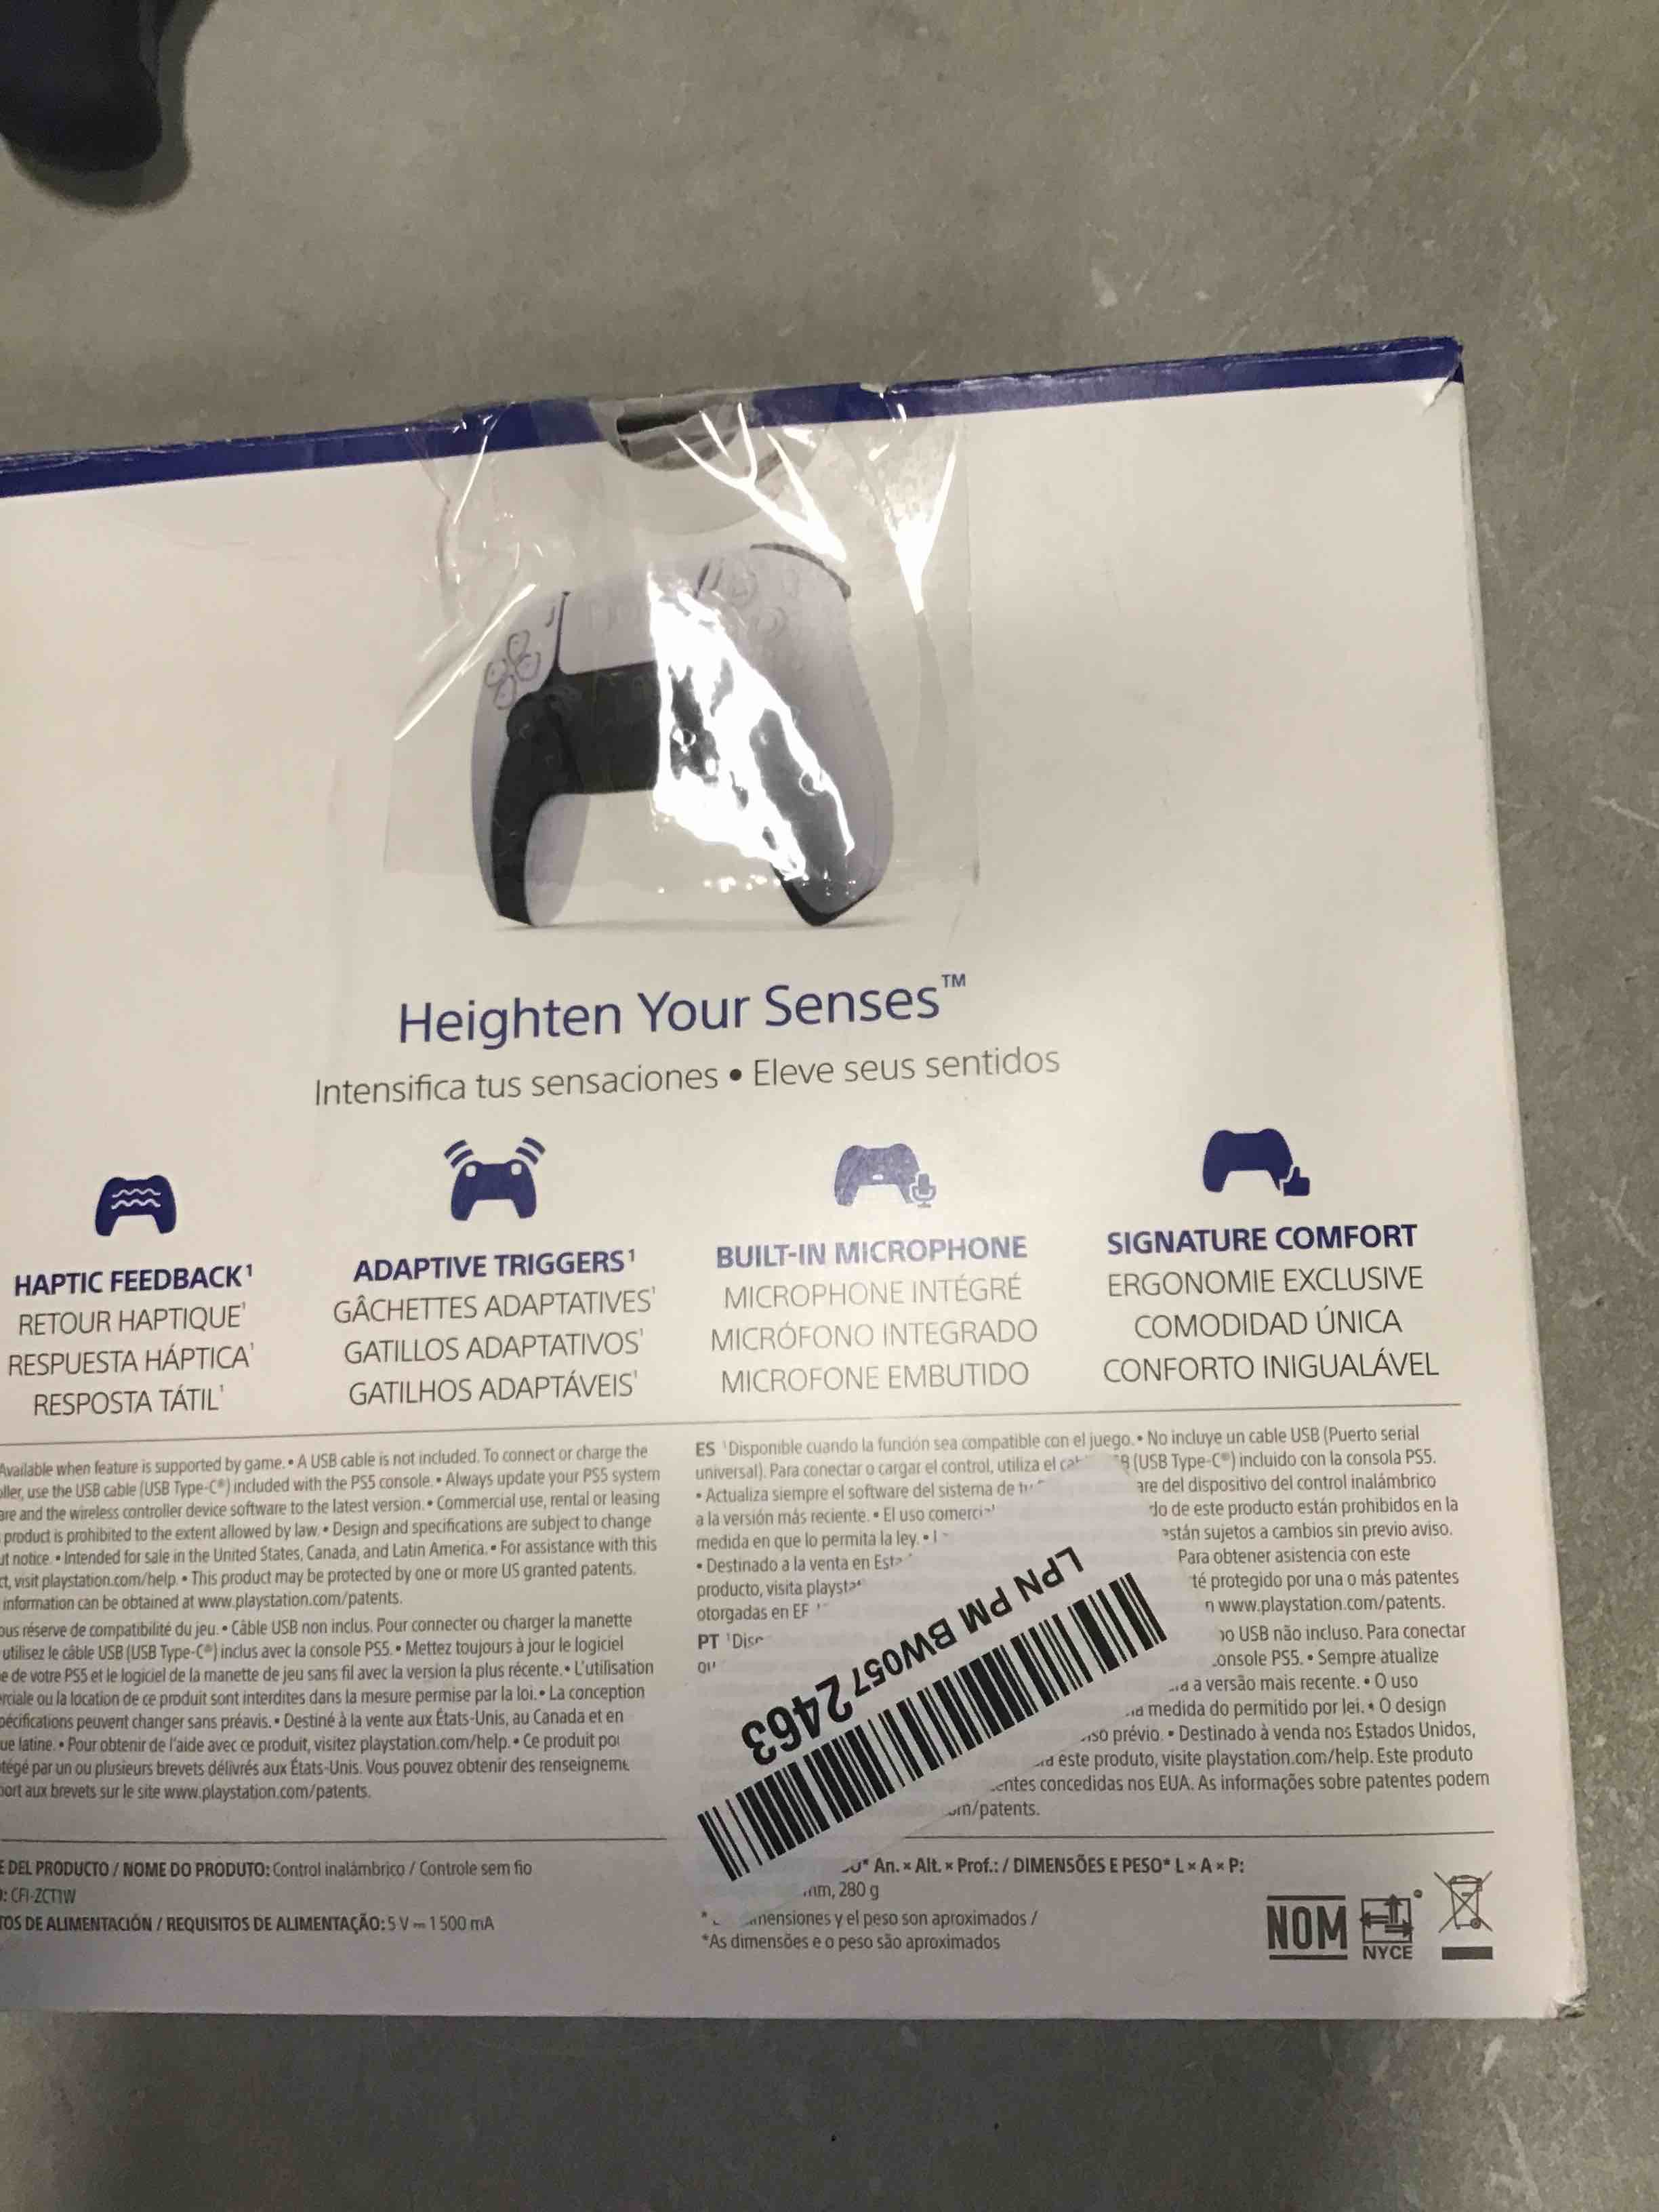 Heighten Your Senses™
Intensifica tus sensaciones • Eleve seus sentidos
HAPTIC FEEDBACK¹
RETOUR HAPTIQUE¹
RESPUESTA HÁPTICA¹
RESPOSTA TÁTIL¹
ADAPTIVE TRIGGERS¹
GÂCHETTES ADAPTATIVES¹
GATILLOS ADAPTATIVOS¹
GATILHOS ADAPTÁVEIS¹
BUILT-IN MICROPHONE
MICROPHONE INTÉGRÉ
MICRÓFONO INTEGRADO
MICROFONE EMBUTIDO
SIGNATURE COMFORT
ERGONOMIE EXCLUSIVE
COMODIDAD ÚNICA
CONFORTO INIGUALÁVEL
Available when feature is supported by game. • A USB cable is not included. To connect or charge the
use the USB cable (USB Type-C®) included with the PS5 console. • Always update your PS5 system
and the wireless controller device software to the latest version. • Commercial use, rental or leasing
product is prohibited to the extent allowed by law. • Design and specifications are subject to change
notice. • Intended for sale in the United States, Canada, and Latin America. • For assistance with this
visit playstation.com/help. • This product may be protected by one or more US granted patents.
information can be obtained at www.playstation.com/patents.
réserve de compatibilité du jeu. • Câble USB non inclus. Pour connecter ou charger la manette
utilisez le câble USB (USB Type-C®) inclus avec la console PS5. • Mettez toujours à jour le logiciel
de votre PS5 et le logiciel de la manette de jeu sans fil avec la version la plus récente. • L'utilisation
ou la location de ce produit sont interdites dans la mesure permise par la loi. • La conception
peuvent changer sans préavis. • Destiné à la vente aux États-Unis, au Canada et en
latine. • Pour obtenir de l'aide avec ce produit, visitez playstation.com/help. • Ce produit
par un ou plusieurs brevets délivrés aux États-Unis. Vous pouvez obtenir des
aux brevets sur le site www.playstation.com/patents.
ES ¹Disponible cuando la función sea compatible con el juego. • No incluye un cable USB (Puerto serial
universal). Para conectar o cargar el control, utiliza el (USB Type-C®) incluido con la consola PS5.
• Actualiza siempre el software del sistema de del dispositivo del control inalámbrico
a la versión más reciente. • El uso de este producto están prohibidos en la
medida en que lo permita la ley. • sujetos a cambios sin previo aviso.
• Destinado a la venta en Para obtener asistencia con este
producto, visita protegido por una o más patentes
otorgadas en www.playstation.com/patents.
PT USB não incluso. Para conectar
PS5. • Sempre atualize
a versão mais recente. • O uso
medida do permitido por lei. • O design
prévio. • Destinado à venda nos Estados Unidos,
este produto, visite playstation.com/help. Este produto
concedidas nos EUA. As informações sobre patentes podem
/patents.
LPN PM BW057 2463
DEL PRODUCTO / NOME DO PRODUTO: Control inalámbrico / Controle sem fio
: CFI-ZCT1W
DE ALIMENTACIÓN / REQUISITOS DE ALIMENTAÇÃO: 5 V ⎓ 1 500 mA
An. × Alt. × Prof.: / DIMENSÕES E PESO* L × A × P:
mm, 280 g
y el peso son aproximados /
*As dimensões e o peso são aproximados
NOM
NYCE